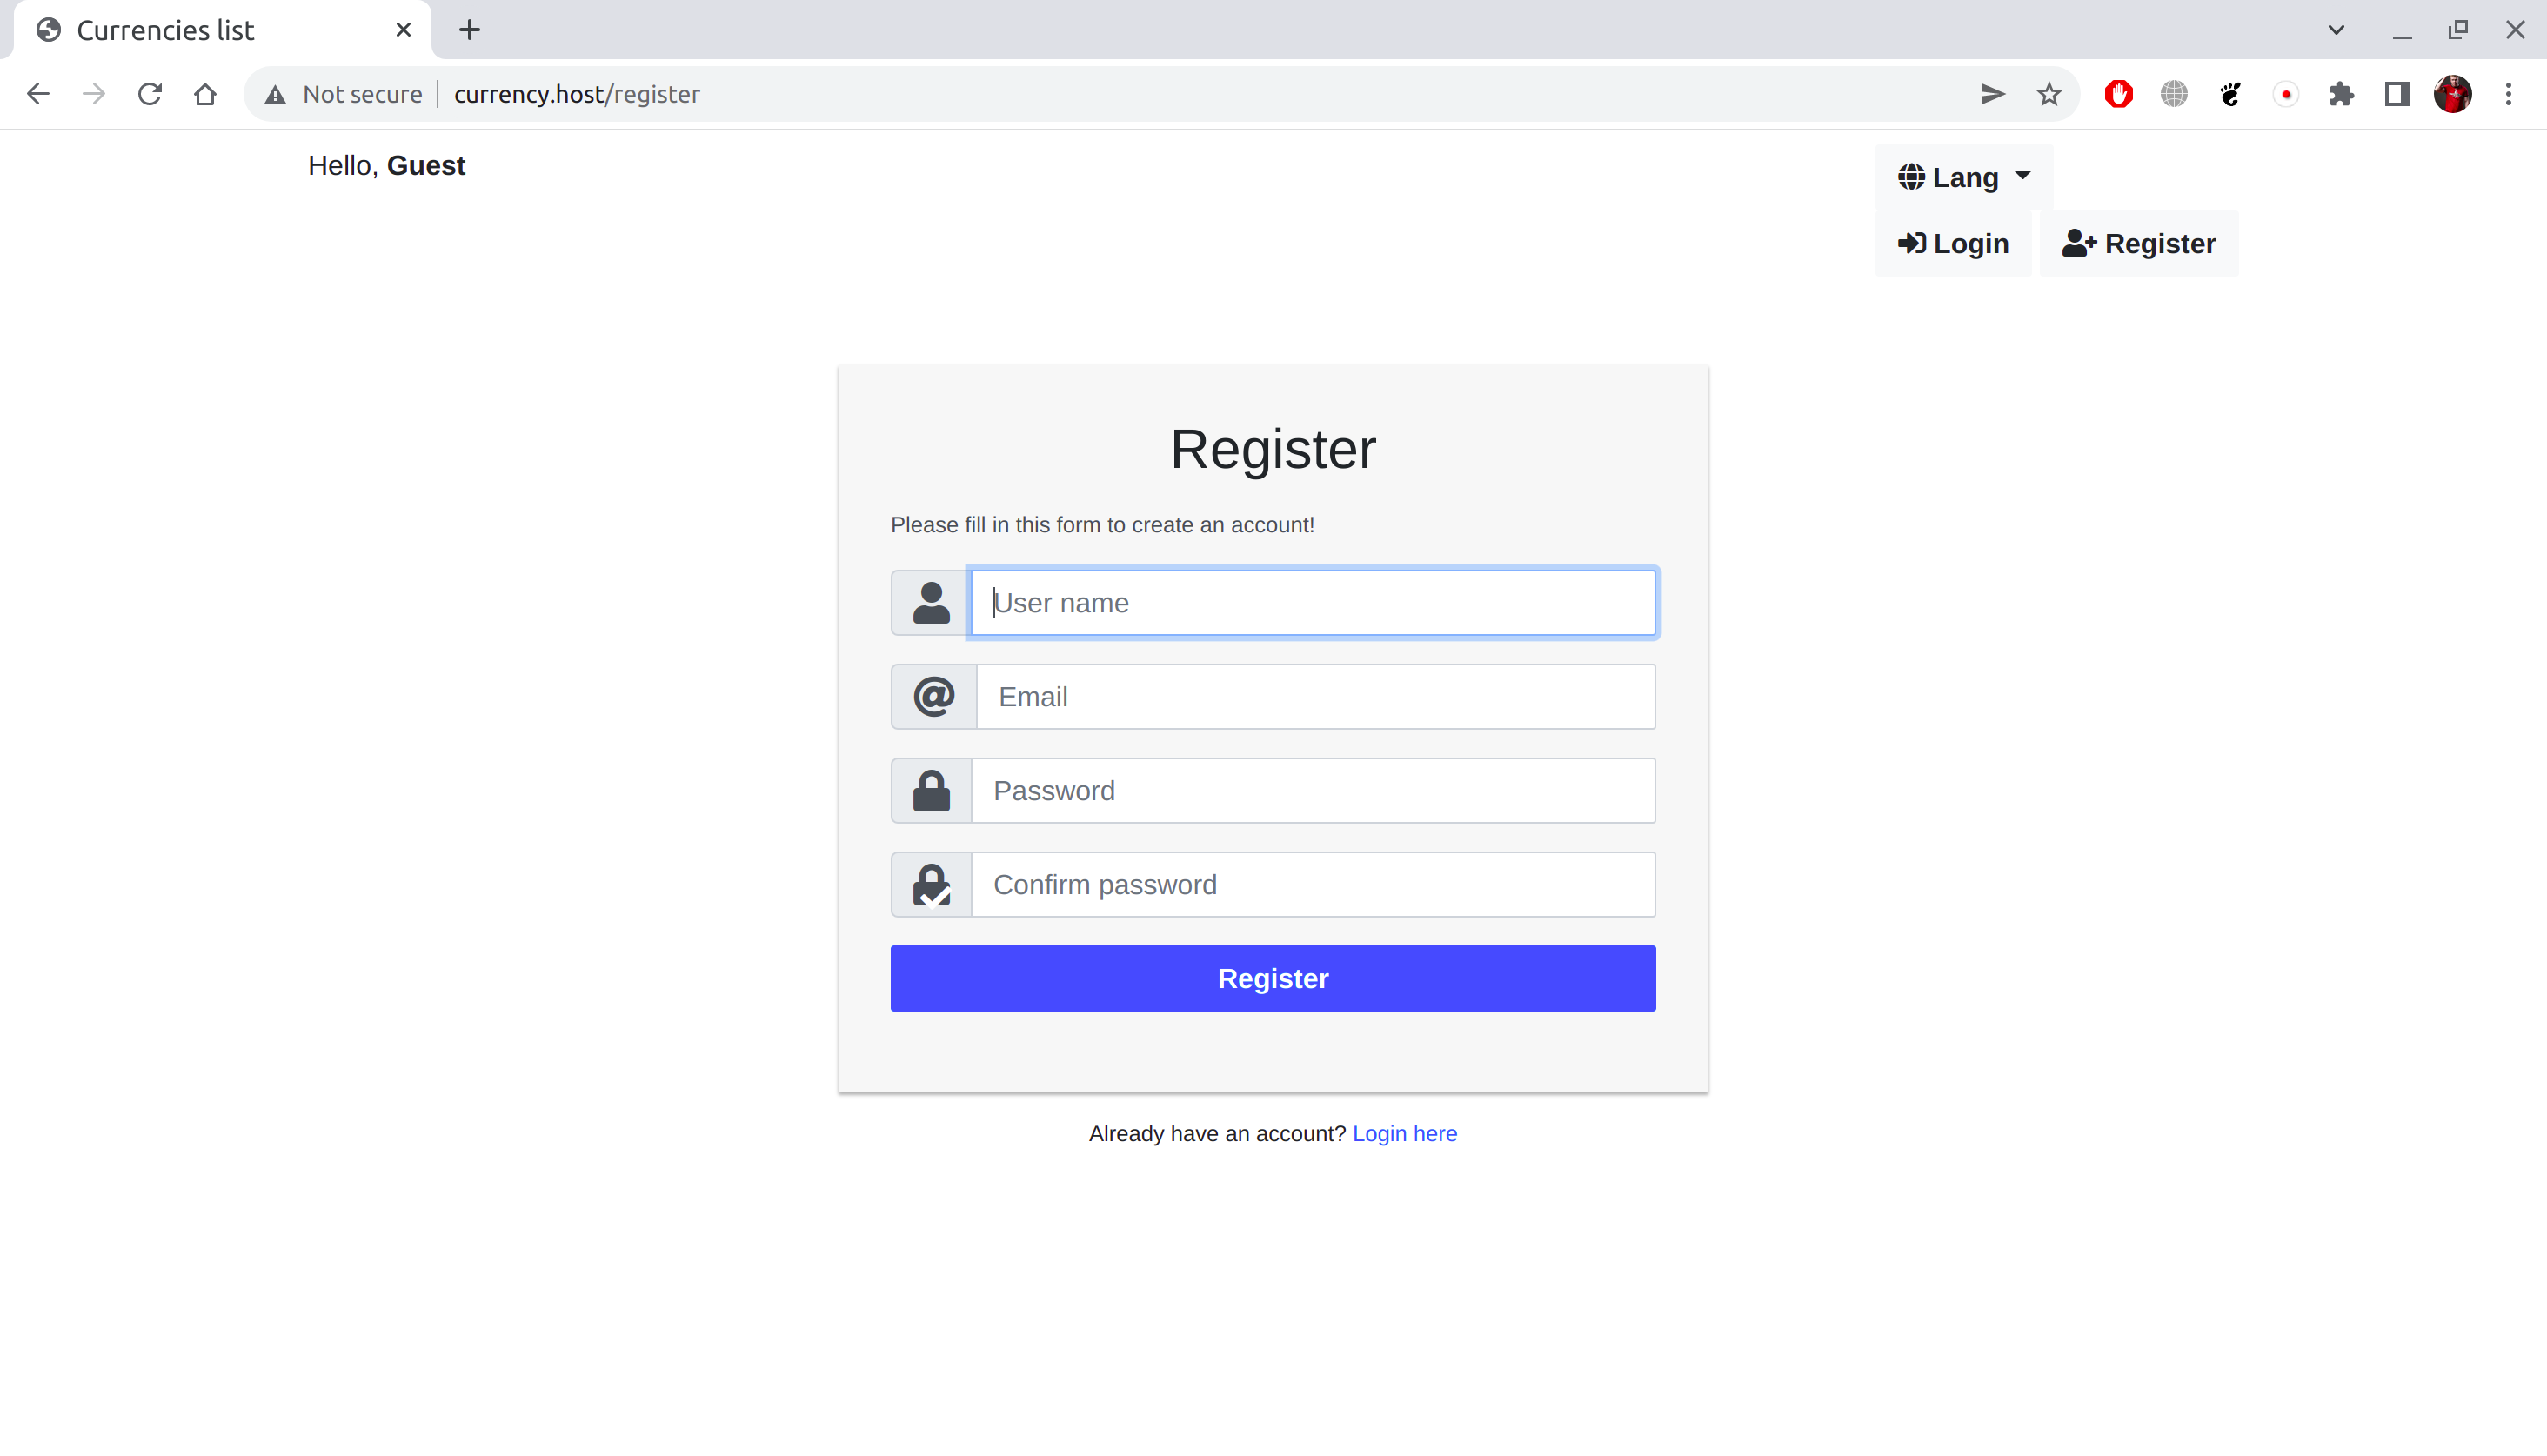 Currencies list
Not secure currency.host/register
Hello, Guest
Lang
Login Register
Register
Please fill in this form to create an account!
User name
@ Email
Password
Confirm password
Register
Already have an account? Login here